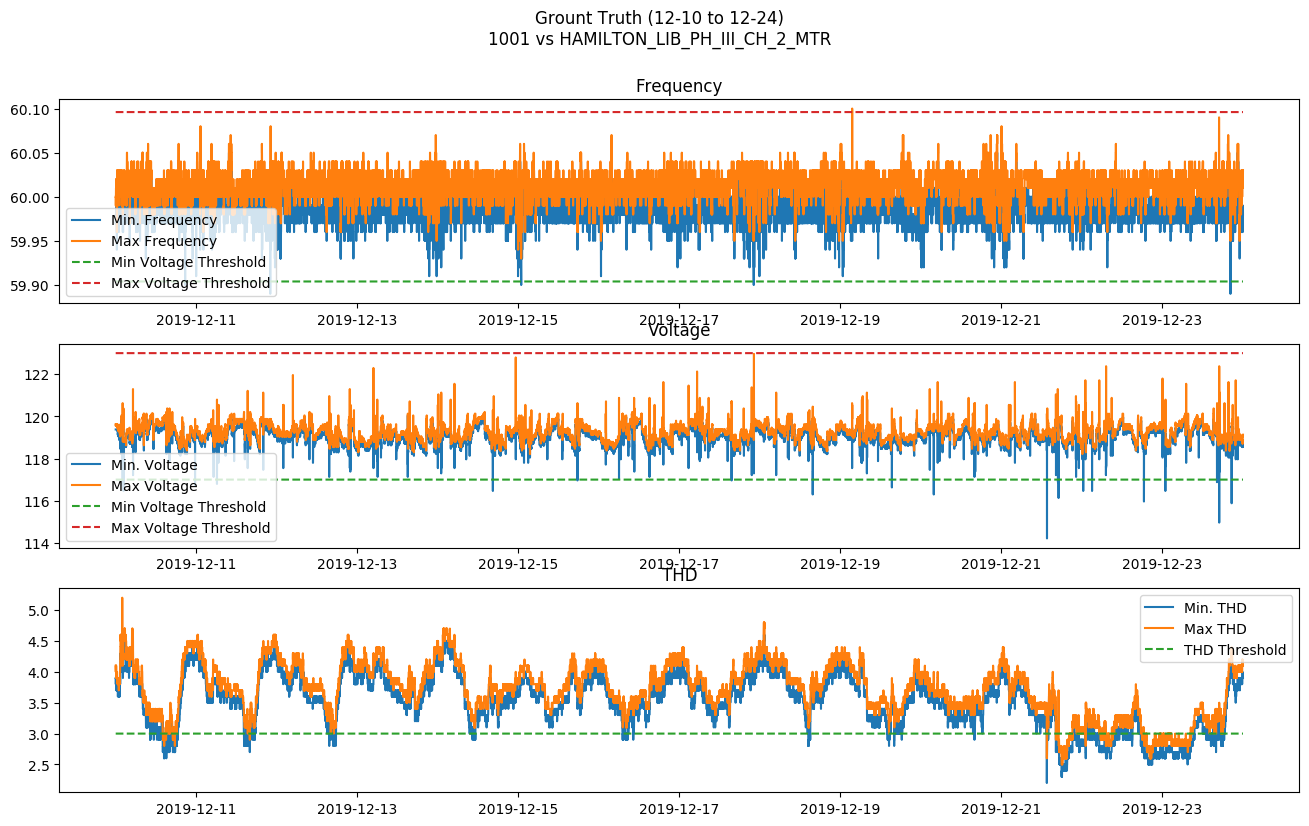 Grount Truth (12-10 to 12-24)
1001 vs HAMILTON_LIB_PH_III_CH_2_MTR
Frequency
60.10
60.05
60.00
59.95
59.90
Min. Frequency
Max Frequency
Min Voltage Threshold
Max Voltage Threshold
2019-12-11 2019-12-13 2019-12-15 2019-12-17 2019-12-19 2019-12-21 2019-12-23
Voltage
122
120
118
116
114
Min. Voltage
Max Voltage
Min Voltage Threshold
Max Voltage Threshold
2019-12-11 2019-12-13 2019-12-15 2019-12-17 2019-12-19 2019-12-21 2019-12-23
THD
5.0
4.5
4.0
3.5
3.0
2.5
Min. THD
Max THD
THD Threshold
2019-12-11 2019-12-13 2019-12-15 2019-12-17 2019-12-19 2019-12-21 2019-12-23